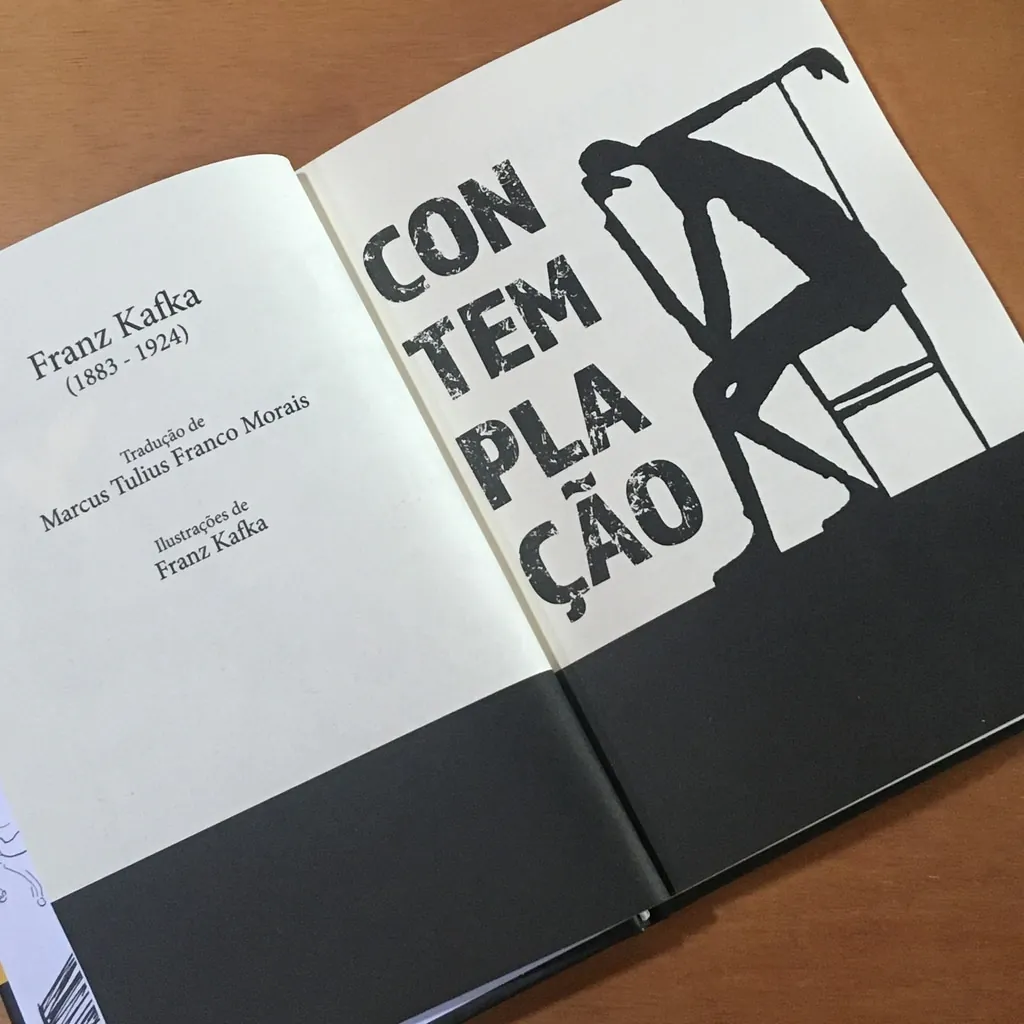 Franz Kafka
(1883 - 1924)
Tradução de
Marcus Tulius Franco Morais
Ilustrações de
Franz Kafka
CON
TEM
PLA
ÇÃO